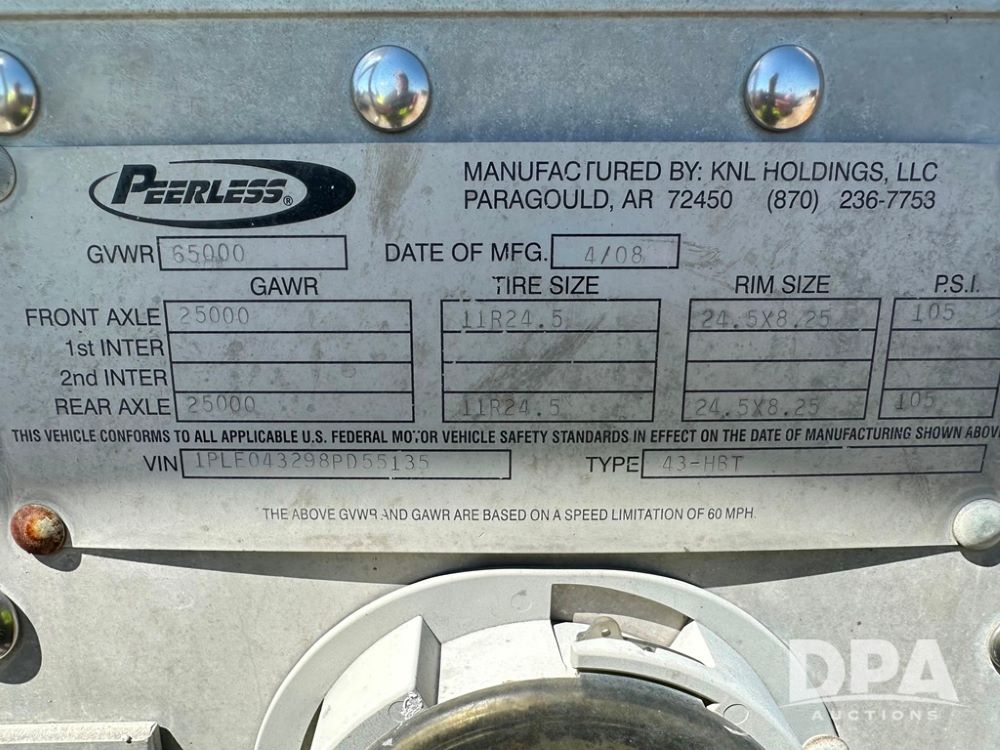 PEERLESS®
MANUFACTURED BY: KNL HOLDINGS, LLC
PARAGOULD, AR 72450 (870) 236-7753
GVWR 65000 DATE OF MFG. 4/08
GAWR TIRE SIZE RIM SIZE P.S.I.
FRONT AXLE 25000 11R24.5 24.5X8.25 105
1st INTER
2nd INTER
REAR AXLE 25000 11R24.5 24.5X8.25 105
THIS VEHICLE CONFORMS TO ALL APPLICABLE U.S. FEDERAL MOTOR VEHICLE SAFETY STANDARDS IN EFFECT ON THE DATE OF MANUFACTURING SHOWN ABOV
VIN 1PLE043298PD55135 TYPE 43-HBT
THE ABOVE GVWR AND GAWR ARE BASED ON A SPEED LIMITATION OF 60 MPH.
DPA
AUCTIONS